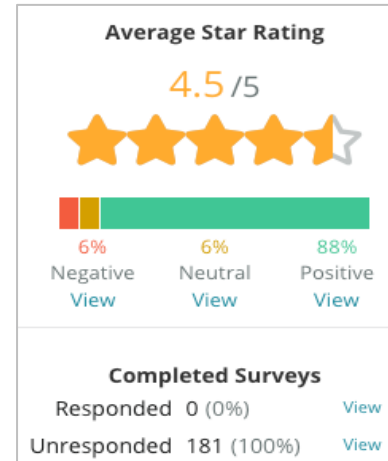 Average Star Rating
4.5 /5
6% 6% 88%
Negative Neutral Positive
View View View
Completed Surveys
Responded 0 (0%) View
Unresponded 181 (100%) View